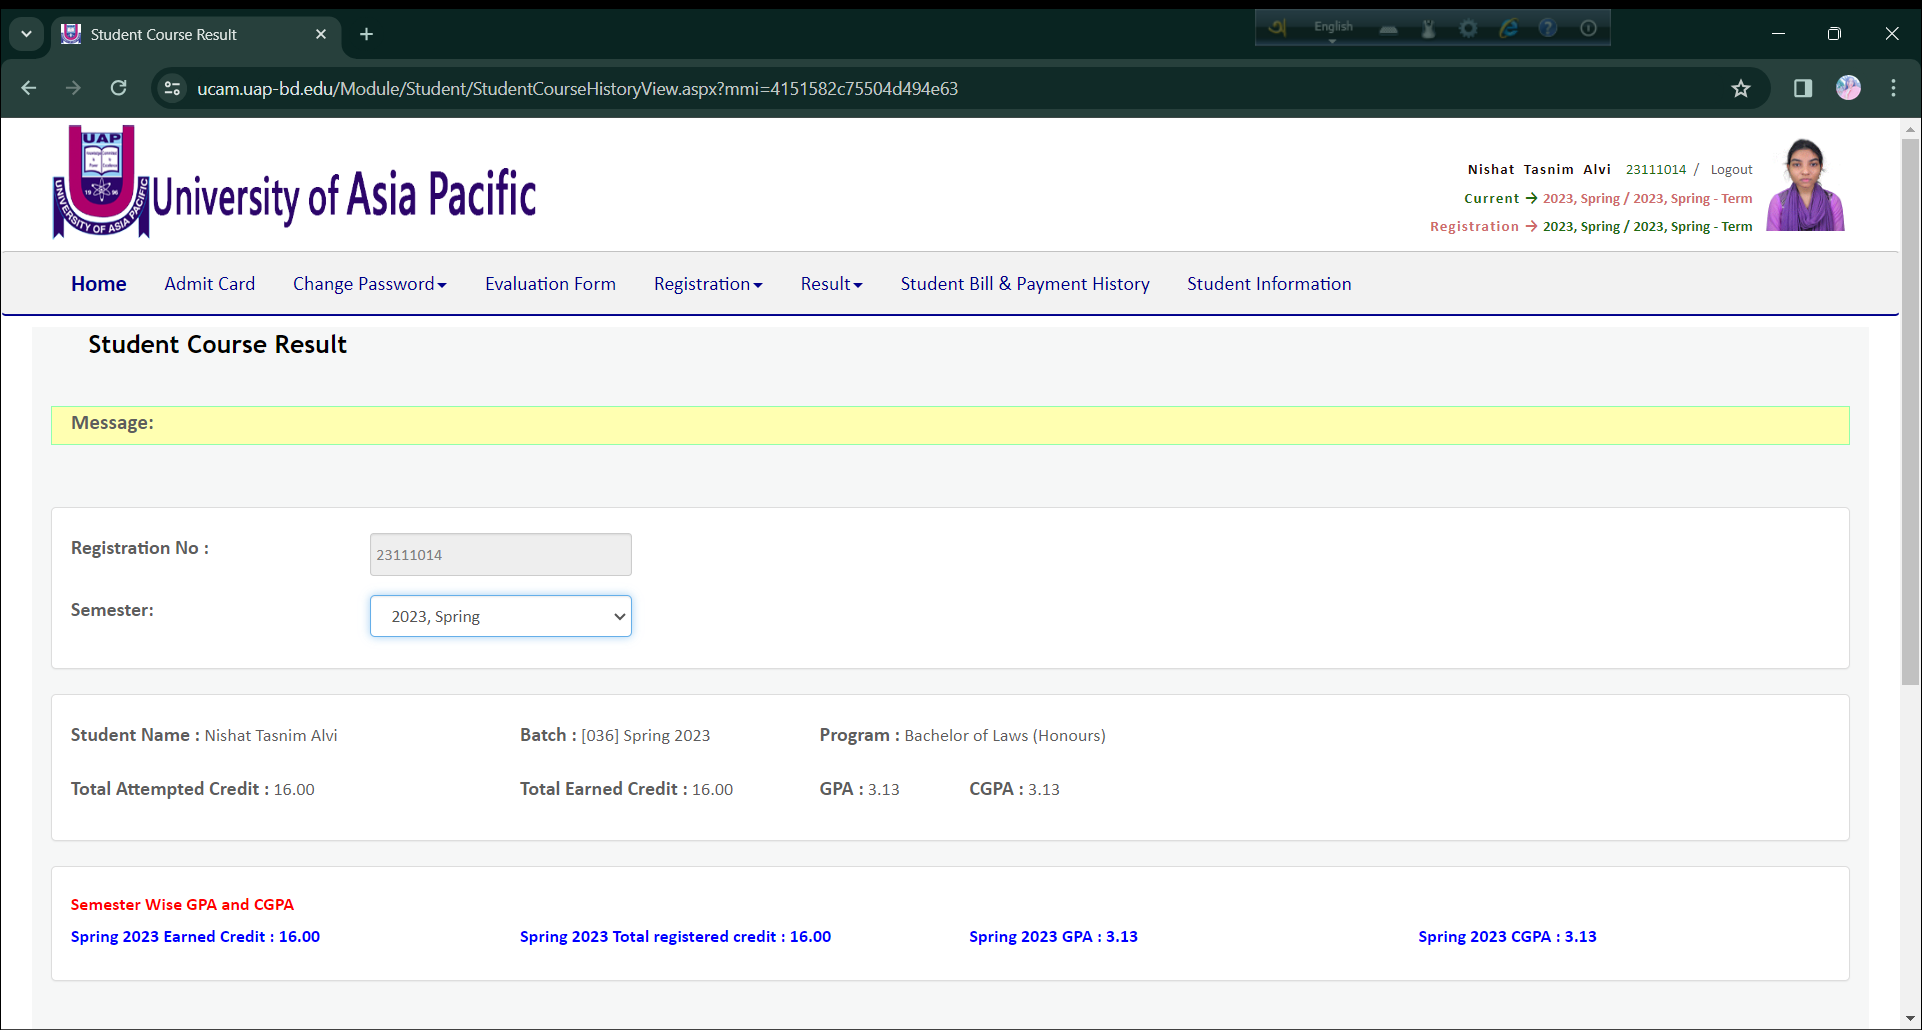 Student Course Result
অ English
ucam.uap-bd.edu/Module/Student/StudentCourseHistoryView.aspx?mmi=4151582c75504d494e63
UAP
19 96
UNIVERSITY OF ASIA PACIFIC
University of Asia Pacific
Nishat Tasnim Alvi 23111014 / Logout
Current → 2023, Spring / 2023, Spring - Term
Registration → 2023, Spring / 2023, Spring - Term
Home Admit Card Change Password Evaluation Form Registration Result Student Bill & Payment History Student Information
Student Course Result
Message:
Registration No : 23111014
Semester: 2023, Spring
Student Name : Nishat Tasnim Alvi Batch : [036] Spring 2023 Program : Bachelor of Laws (Honours)
Total Attempted Credit : 16.00 Total Earned Credit : 16.00 GPA : 3.13 CGPA : 3.13
Semester Wise GPA and CGPA
Spring 2023 Earned Credit : 16.00 Spring 2023 Total registered credit : 16.00 Spring 2023 GPA : 3.13 Spring 2023 CGPA : 3.13